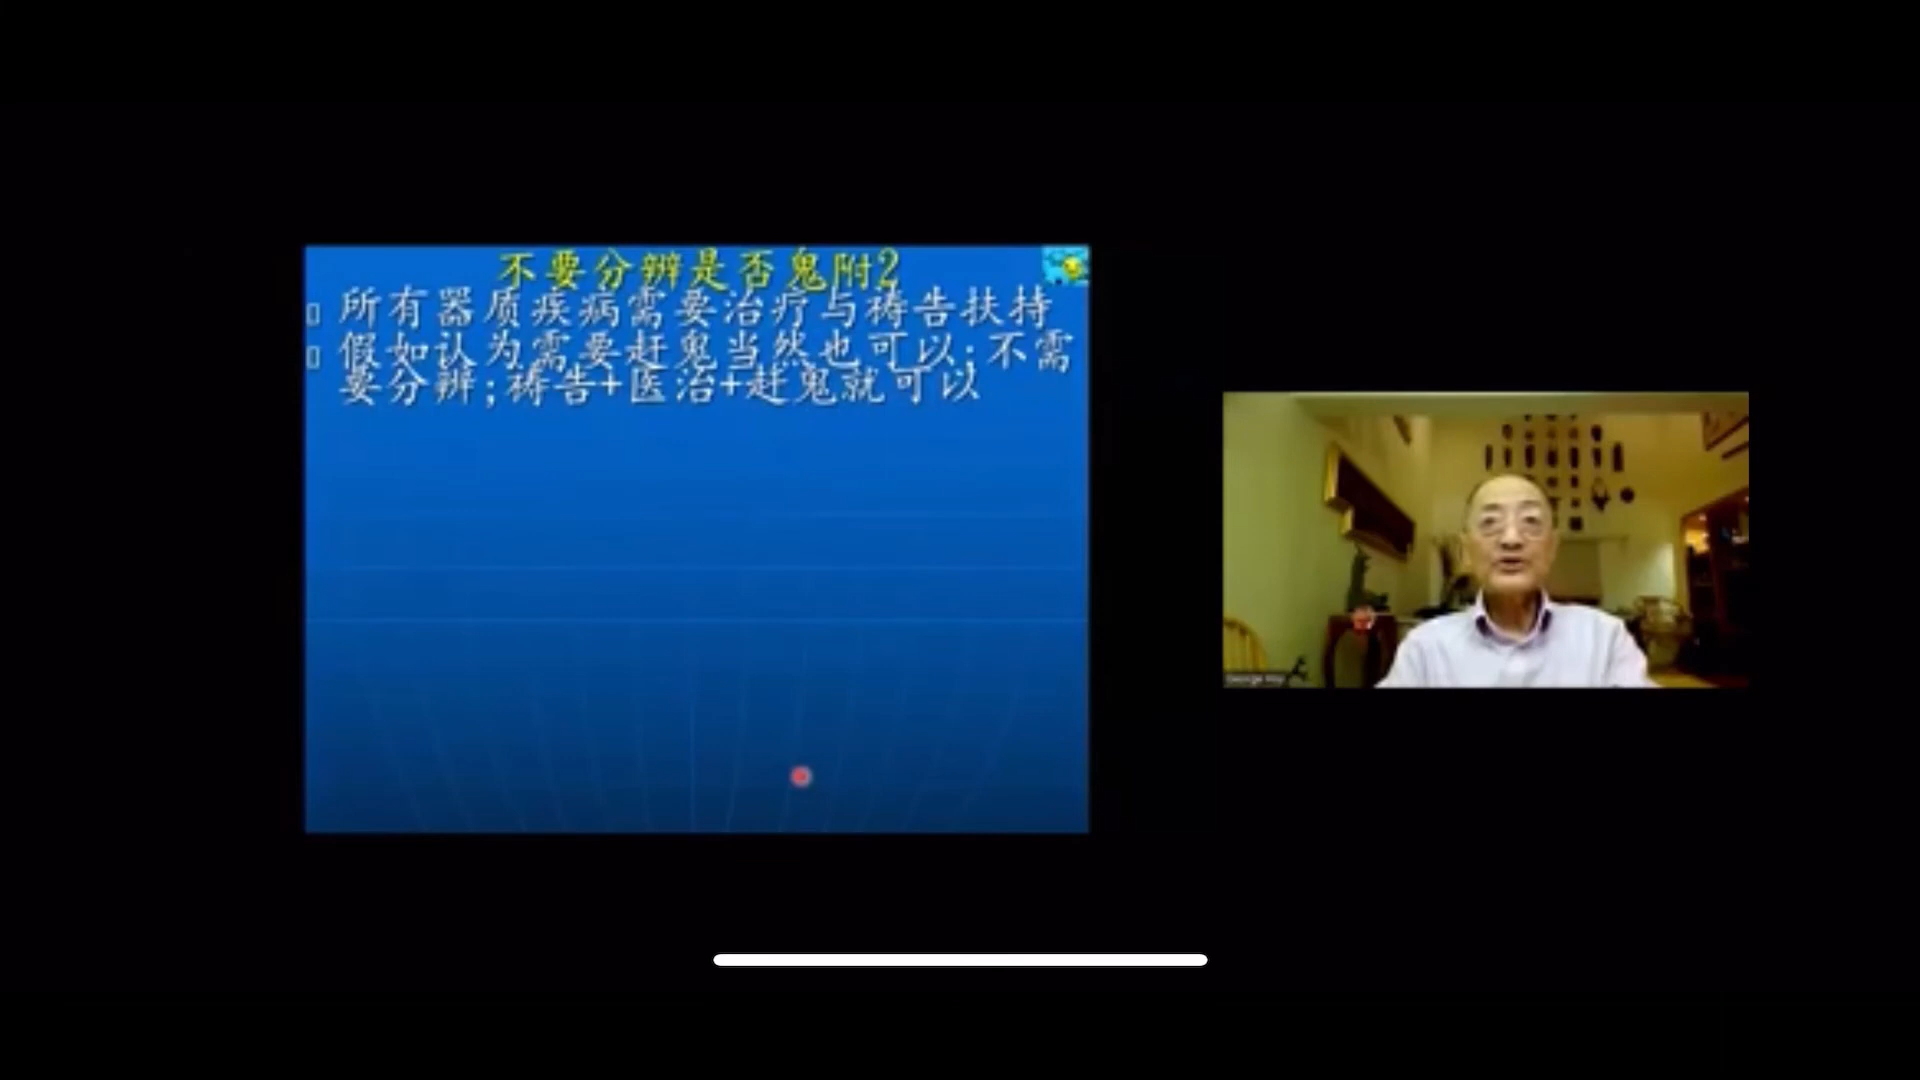 不要分辨是否鬼附2
所有器质疾病需要治疗与祷告扶持
假如认为需要赶鬼当然也可以;不需
要分辨;祷告+医治+赶鬼就可以
George